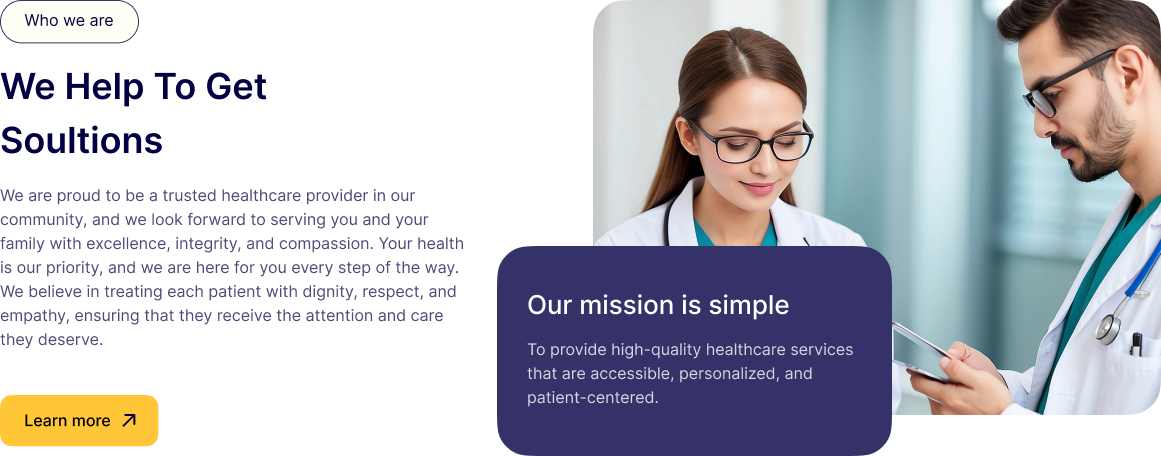 Who we are
We Help To Get
Soultions
We are proud to be a trusted healthcare provider in our
community, and we look forward to serving you and your
family with excellence, integrity, and compassion. Your health
is our priority, and we are here for you every step of the way.
We believe in treating each patient with dignity, respect, and
empathy, ensuring that they receive the attention and care
they deserve.
Learn more
Our mission is simple
To provide high-quality healthcare services
that are accessible, personalized, and
patient-centered.